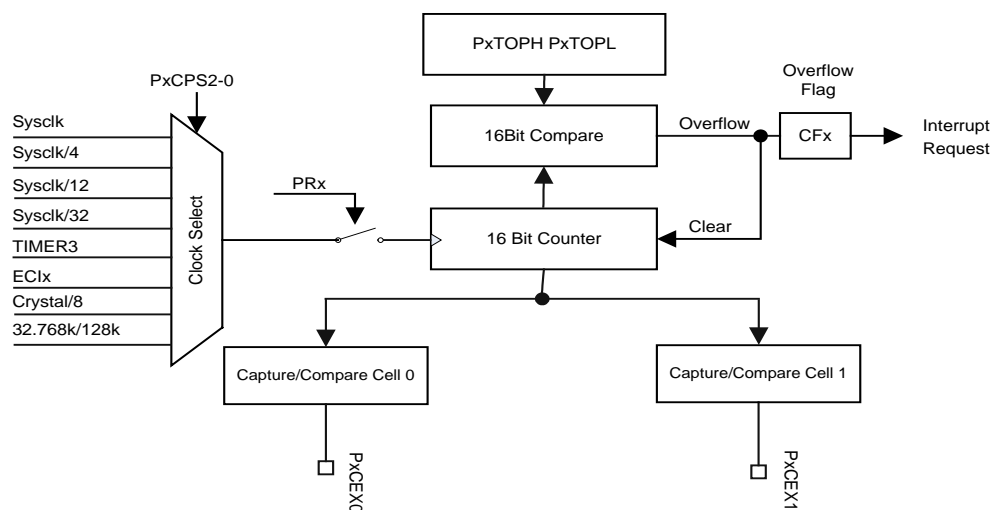 PxTOPH PxTOPL
Overflow
Flag
PxCPS2-0
Sysclk
16Bit Compare
Overflow
CFx
Interrupt
Request
Sysclk/4
Sysclk/12
PRx
Sysclk/32
Clock Select
16 Bit Counter
Clear
TIMER3
ECIx
Crystal/8
32.768k/128k
Capture/Compare Cell 0
Capture/Compare Cell 1
PxCEX0
PxCEX1